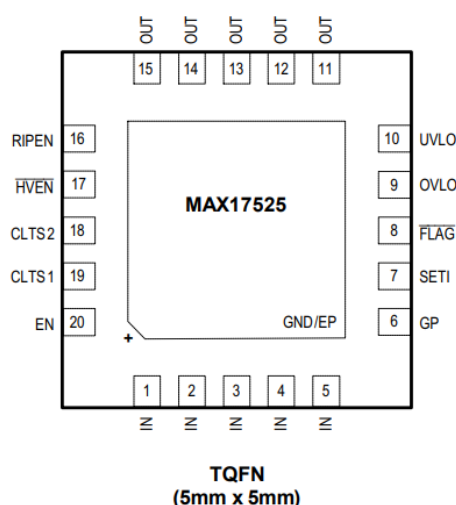 OUT OUT OUT OUT OUT
15 14 13 12 11
RIPEN 16 10 UVLO
HVEN 17 9 OVLO
MAX17525
CLTS2 18 8 FLAG
CLTS1 19 7 SETI
EN 20 GND/EP 6 GP
+
1 2 3 4 5
IN IN IN IN IN
TQFN
(5mm x 5mm)